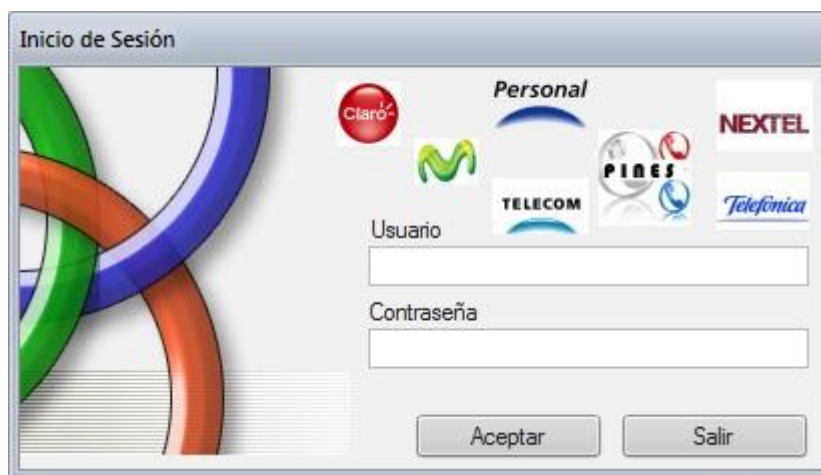 Inicio de Sesión
Claro
Personal
NEXTEL
PINES
TELECOM
Telefónica
Usuario
Contraseña
Aceptar
Salir